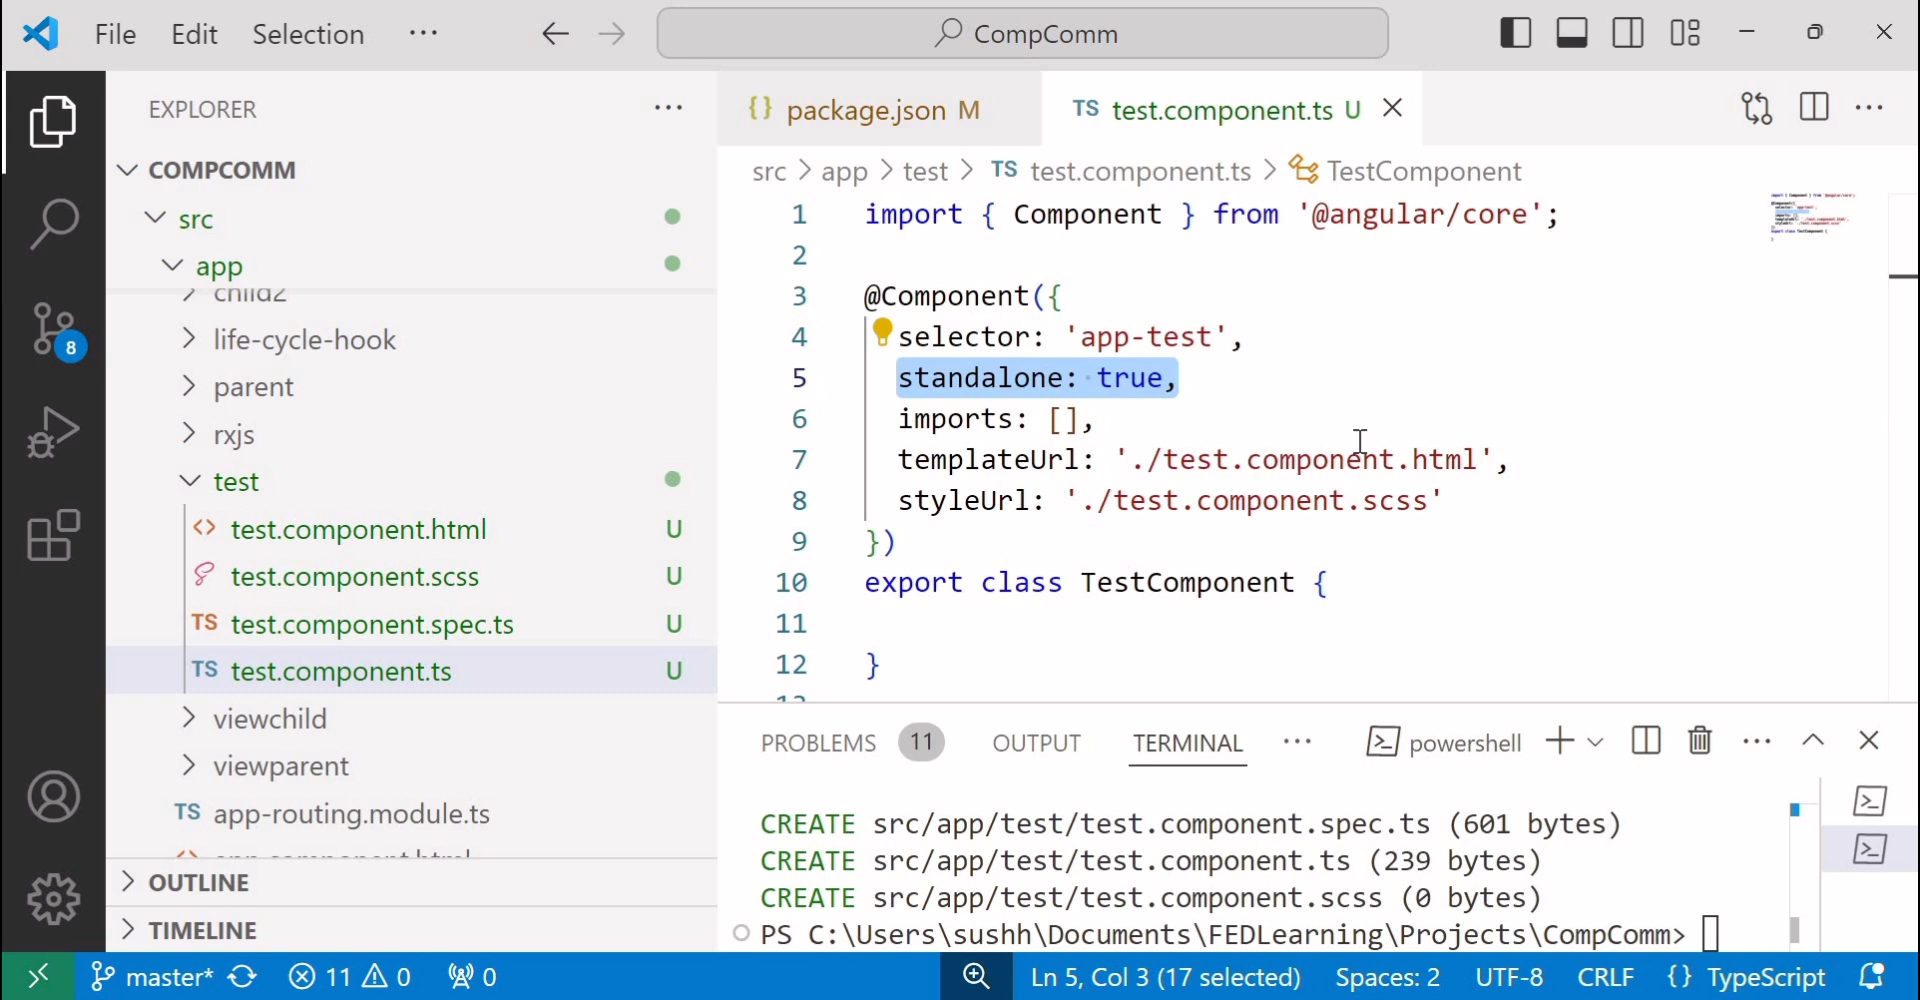 File Edit Selection ··· CompComm
EXPLORER ···
COMPCOMM
src
app
child2
life-cycle-hook
parent
rxjs
test
test.component.html U
test.component.scss U
test.component.spec.ts U
test.component.ts U
viewchild
viewparent
app-routing.module.ts
app.component.html
OUTLINE
TIMELINE
{} package.json M
TS test.component.ts U
src > app > test > TS test.component.ts > TestComponent
1 import { Component } from '@angular/core';
2
3 @Component({
4 selector: 'app-test',
5 standalone: true,
6 imports: [],
7 templateUrl: './test.component.html',
8 styleUrl: './test.component.scss'
9 })
10 export class TestComponent {
11
12 }
13
PROBLEMS 11 OUTPUT TERMINAL ··· powershell
CREATE src/app/test/test.component.spec.ts (601 bytes)
CREATE src/app/test/test.component.ts (239 bytes)
CREATE src/app/test/test.component.scss (0 bytes)
PS C:\Users\sushh\Documents\FEDLearning\Projects\CompComm>
8
master* 11 0 0 Ln 5, Col 3 (17 selected) Spaces: 2 UTF-8 CRLF {} TypeScript